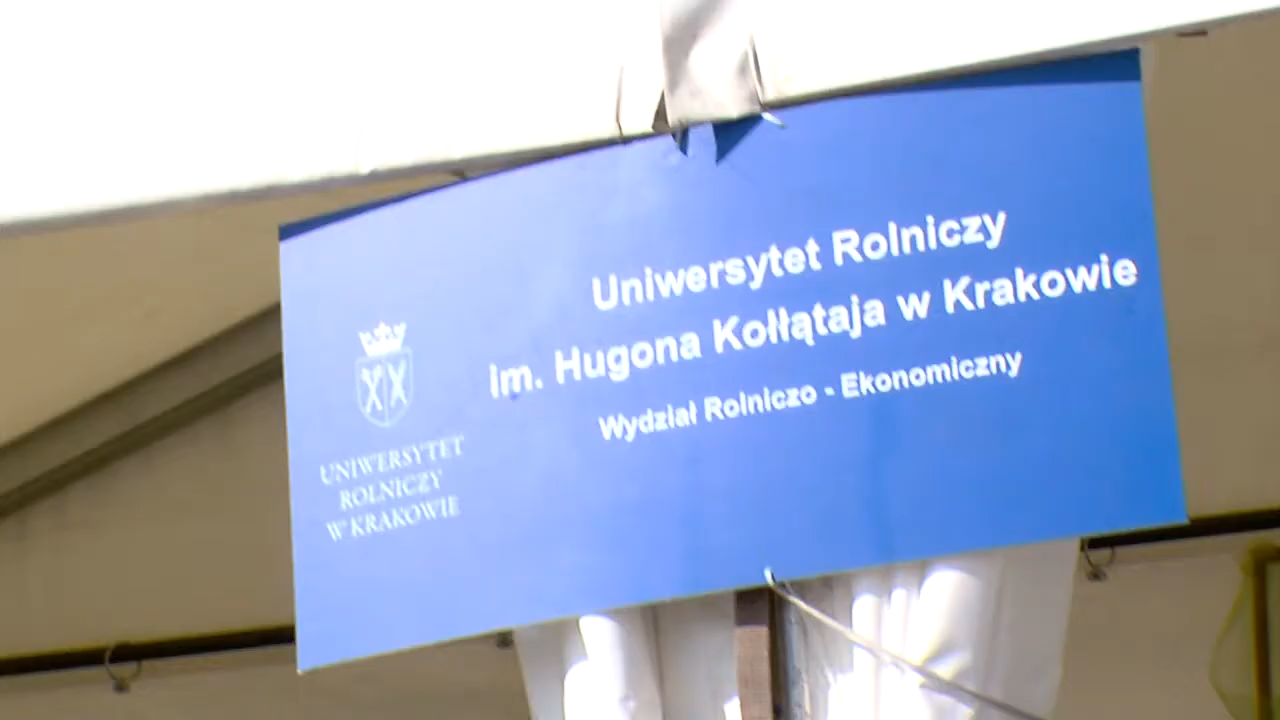 Uniwersytet Rolniczy
im. Hugona Kołłątaja w Krakowie
Wydział Rolniczo - Ekonomiczny
UNIWERSYTET
ROLNICZY
W KRAKOWIE